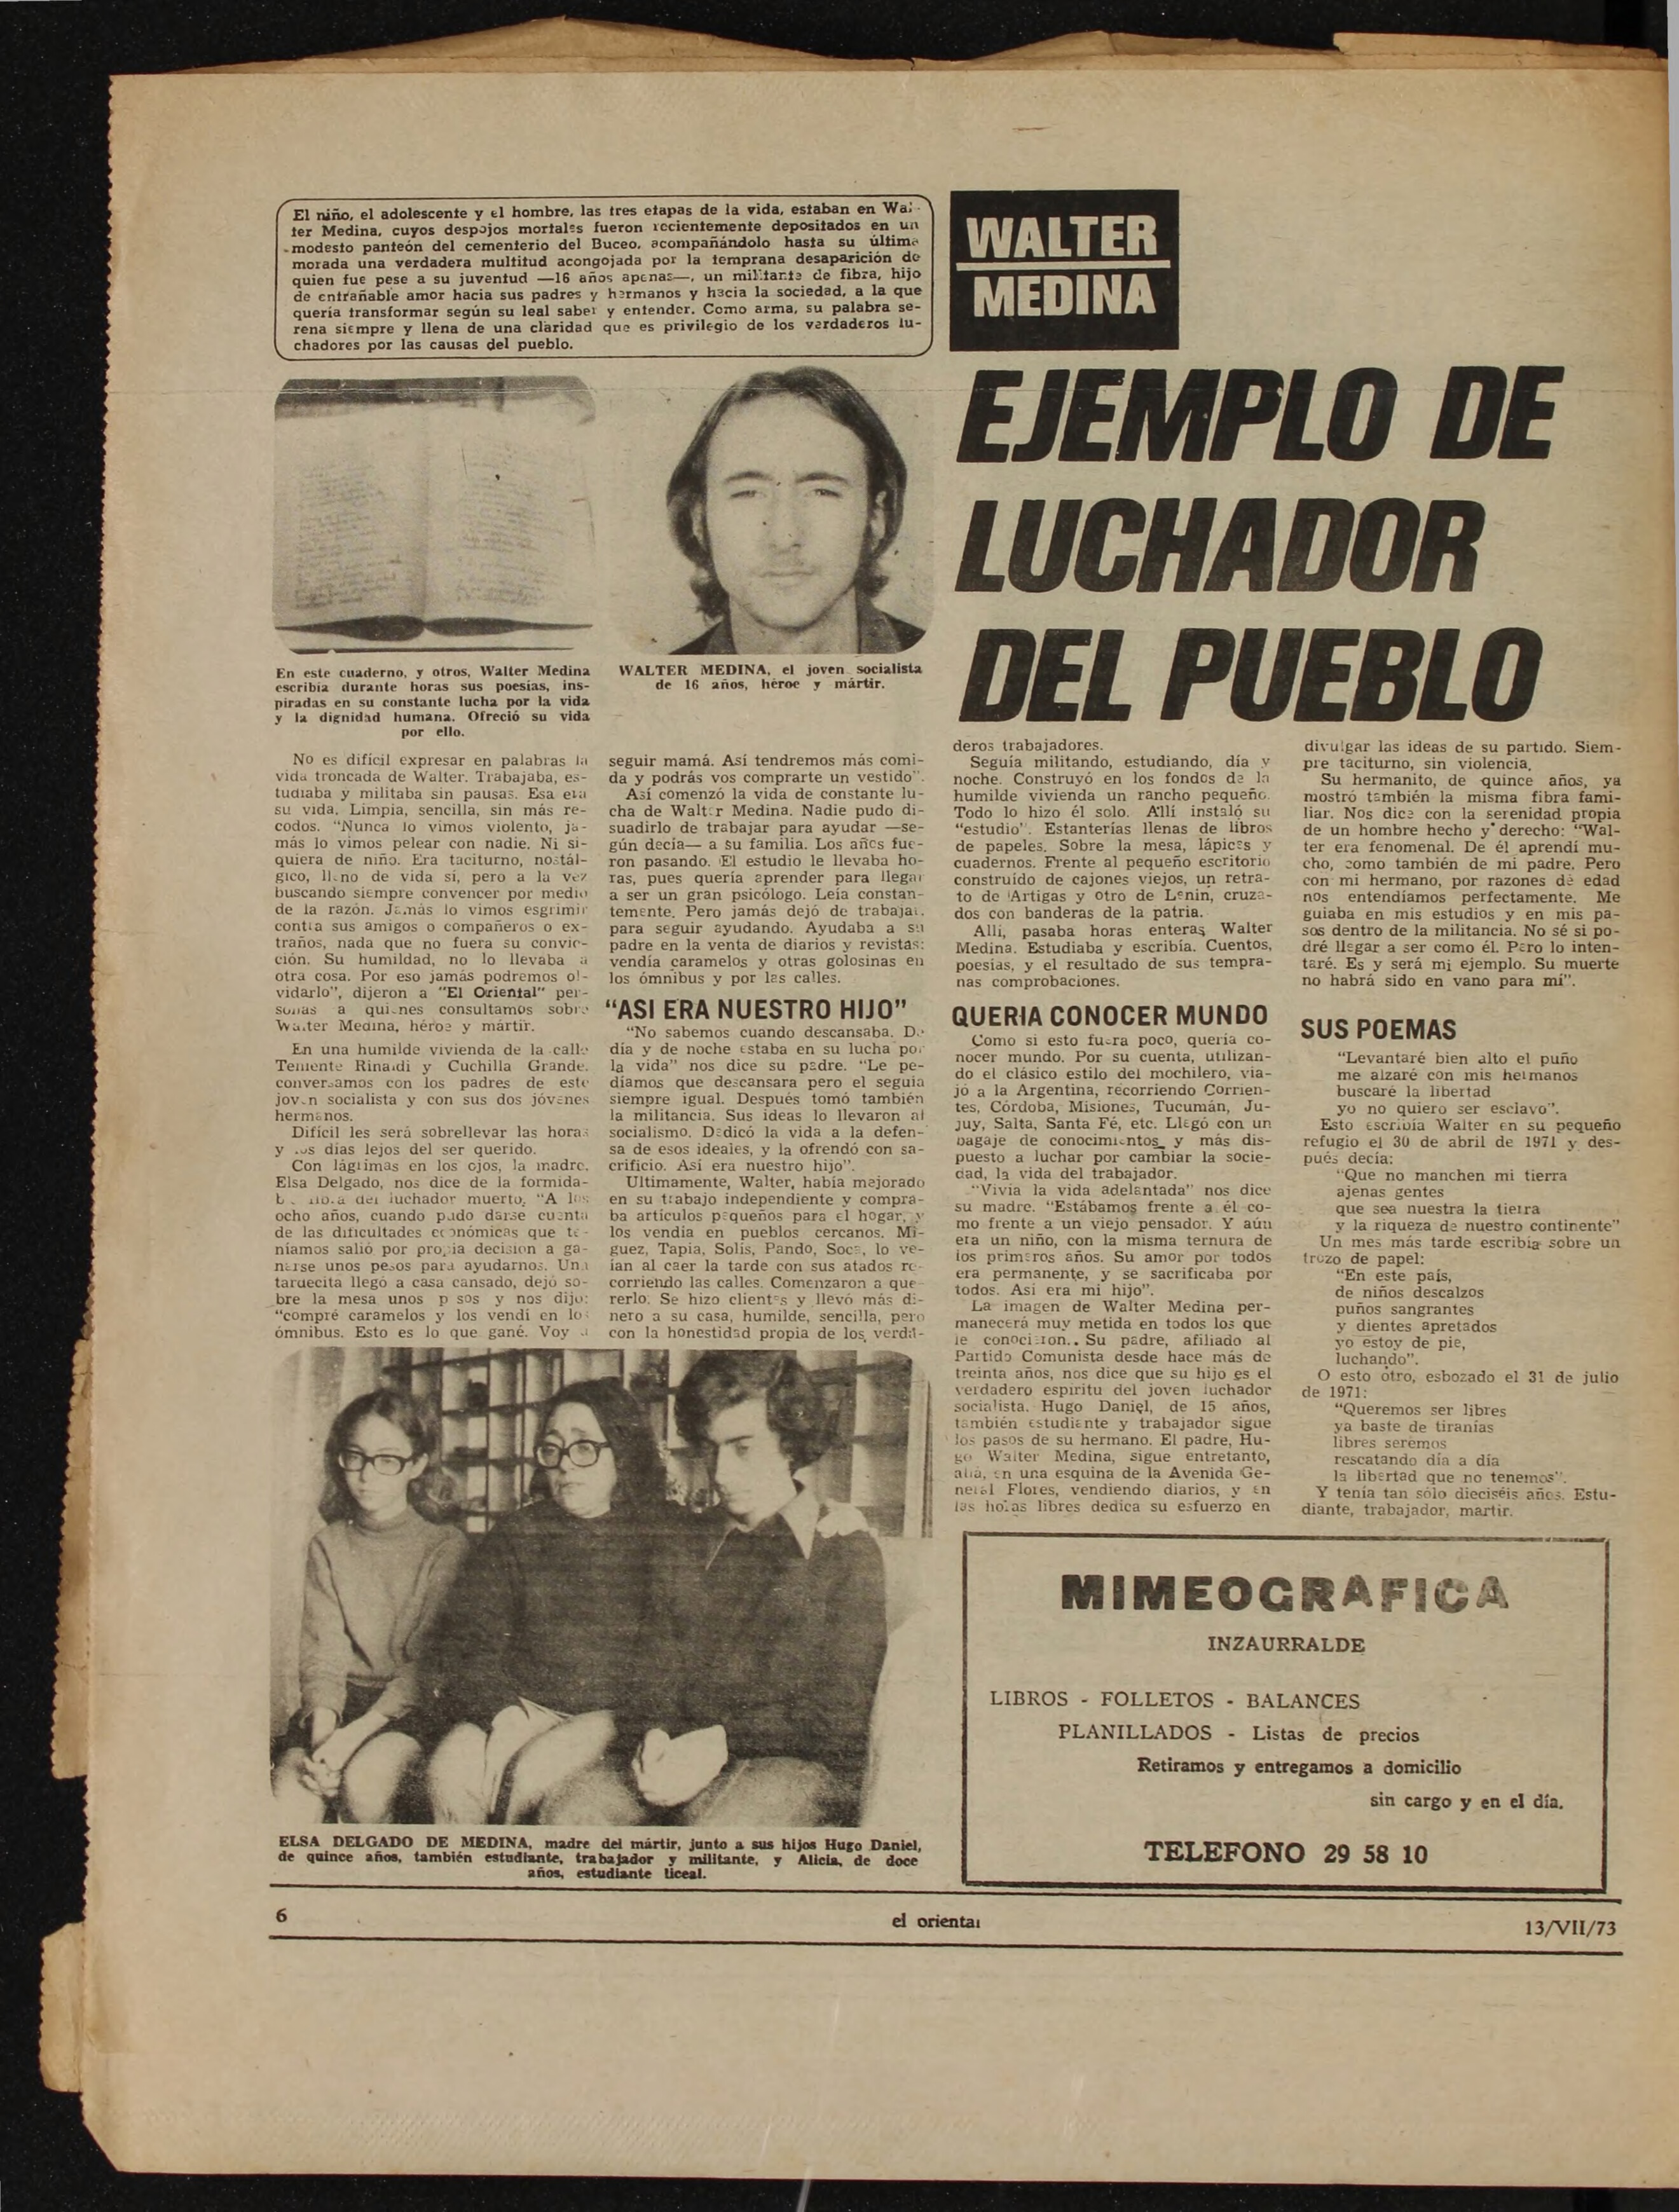 El niño, el adolescente y el hombre, las tres etapas de la vida, estaban en Wal-
ter Medina, cuyos despojos mortales fueron recientemente depositados en un
modesto panteón del cementerio del Buceo, acompañándolo hasta su última
morada una verdadera multitud acongojada por la temprana desaparición de
quien fue pese a su juventud —16 años apenas—, un militante de fibra, hijo
de entrañable amor hacia sus padres y hermanos y hacia la sociedad, a la que
quería transformar según su leal saber y entender. Como arma, su palabra se-
rena siempre y llena de una claridad que es privilegio de los verdaderos lu-
chadores por las causas del pueblo.
WALTER
MEDINA
EJEMPLO DE
LUCHADOR
DEL PUEBLO
En este cuaderno, y otros, Walter Medina
escribía durante horas sus poesías, ins-
piradas en su constante lucha por la vida
y la dignidad humana. Ofreció su vida
por ello.
WALTER MEDINA, el joven socialista
de 16 años, héroe y mártir.
No es difícil expresar en palabras la
vida troncada de Walter. Trabajaba, es-
tudiaba y militaba sin pausas. Esa era
su vida. Limpia, sencilla, sin más re-
codos. "Nunca lo vimos violento, ja-
más lo vimos pelear con nadie. Ni si-
quiera de niño. Era taciturno, nostál-
gico, lleno de vida sí, pero a la vez
buscando siempre convencer por medio
de la razón. Jamás lo vimos esgrimir
contra sus amigos o compañeros o ex-
traños, nada que no fuera su convic-
ción. Su humildad, no lo llevaba a
otra cosa. Por eso jamás podremos ol-
vidarlo", dijeron a "El Oriental" per-
sonas a quienes consultamos sobre
Walter Medina, héroe y mártir.
En una humilde vivienda de la calle
Teniente Rinaldi y Cuchilla Grande,
conversamos con los padres de este
joven socialista y con sus dos jóvenes
hermanos.
Difícil les será sobrellevar las horas
y los días lejos del ser querido.
Con lágrimas en los ojos, la madre,
Elsa Delgado, nos dice de la formida-
del luchador muerto, "A los
ocho años, cuando pudo darse cuenta
de las dificultades económicas que te-
níamos salió por propia decisión a ga-
narse unos pesos para ayudarnos. Una
tardecita llegó a casa cansado, dejó so-
bre la mesa unos pesos y nos dijo:
"compré caramelos y los vendí en los
ómnibus. Esto es lo que gané. Voy a
seguir mamá. Así tendremos más comi-
da y podrás vos comprarte un vestido".
Así comenzó la vida de constante lu-
cha de Walter Medina. Nadie pudo di-
suadirlo de trabajar para ayudar —se-
gún decía— a su familia. Los años fue-
ron pasando. El estudio le llevaba ho-
ras, pues quería aprender para llegar
a ser un gran psicólogo. Leía constan-
temente. Pero jamás dejó de trabajar,
para seguir ayudando. Ayudaba a su
padre en la venta de diarios y revistas:
vendía caramelos y otras golosinas en
los ómnibus y por las calles.
"ASI ERA NUESTRO HIJO"
"No sabemos cuando descansaba. De
día y de noche estaba en su lucha por
la vida" nos dice su padre. "Le pe-
díamos que descansara pero el seguía
siempre igual. Después tomó también
la militancia. Sus ideas lo llevaron al
socialismo. Dedicó la vida a la defen-
sa de esos ideales, y la ofrendó con sa-
crificio. Así era nuestro hijo".
Ultimamente, Walter, había mejorado
en su trabajo independiente y compra-
ba artículos pequeños para el hogar, y
los vendía en pueblos cercanos. Mi-
guez, Tapia, Solís, Pando, Soca, lo ve-
ían al caer la tarde con sus atados re-
corriendo las calles. Comenzaron a que-
rerlo. Se hizo clientes y llevó más di-
nero a su casa, humilde, sencilla, pero
con la honestidad propia de los verda-
deros trabajadores.
Seguía militando, estudiando, día y
noche. Construyó en los fondos de la
humilde vivienda un rancho pequeño.
Todo lo hizo él solo. Allí instaló su
"estudio". Estanterías llenas de libros
de papeles. Sobre la mesa, lápices y
cuadernos. Frente al pequeño escritorio
construído de cajones viejos, un retra-
to de Artigas y otro de Lenin, cruza-
dos con banderas de la patria.
Allí, pasaba horas enteras Walter
Medina. Estudiaba y escribía. Cuentos,
poesías, y el resultado de sus tempra-
nas comprobaciones.
QUERIA CONOCER MUNDO
Como si esto fuera poco, quería co-
nocer mundo. Por su cuenta, utilizan-
do el clásico estilo del mochilero, via-
jó a la Argentina, recorriendo Corrien-
tes, Córdoba, Misiones, Tucumán, Ju-
juy, Salta, Santa Fé, etc. Llegó con un
bagaje de conocimientos y más dis-
puesto a luchar por cambiar la socie-
dad, la vida del trabajador.
"Vivía la vida adelantada" nos dice
su madre. "Estábamos frente a él co-
mo frente a un viejo pensador. Y aún
era un niño, con la misma ternura de
los primeros años. Su amor por todos
era permanente, y se sacrificaba por
todos. Así era mi hijo".
La imagen de Walter Medina per-
manecerá muy metida en todos los que
le conocieron.. Su padre, afiliado al
Partido Comunista desde hace más de
treinta años, nos dice que su hijo es el
verdadero espíritu del joven luchador
socialista. Hugo Daniel, de 15 años,
también estudiante y trabajador sigue
los pasos de su hermano. El padre, Hu-
go Walter Medina, sigue entretanto,
allá, en una esquina de la Avenida Ge-
neral Flores, vendiendo diarios, y en
las horas libres dedica su esfuerzo en
divulgar las ideas de su partido. Siem-
pre taciturno, sin violencia.
Su hermanito, de quince años, ya
mostró también la misma fibra fami-
liar. Nos dice con la serenidad propia
de un hombre hecho y derecho: "Wal-
ter era fenomenal. De él aprendí mu-
cho, como también de mi padre. Pero
con mi hermano, por razones de edad
nos entendíamos perfectamente. Me
guiaba en mis estudios y en mis pa-
sos dentro de la militancia. No sé si po-
dré llegar a ser como él. Pero lo inten-
taré. Es y será mi ejemplo. Su muerte
no habrá sido en vano para mí".
SUS POEMAS
"Levantaré bien alto el puño
me alzaré con mis hermanos
buscaré la libertad
yo no quiero ser esclavo".
Esto escribía Walter en su pequeño
refugio el 30 de abril de 1971 y des-
pués decía:
"Que no manchen mi tierra
ajenas gentes
que sea nuestra la tierra
y la riqueza de nuestro continente"
Un mes más tarde escribía sobre un
trozo de papel:
"En este país,
de niños descalzos
puños sangrantes
y dientes apretados
yo estoy de pie,
luchando".
O esto otro, esbozado el 31 de julio
de 1971:
"Queremos ser libres
ya baste de tiranías
libres seremos
rescatando día a día
la libertad que no tenemos".
Y tenía tan sólo dieciséis años. Estu-
diante, trabajador, martir.
ELSA DELGADO DE MEDINA, madre del mártir, junto a sus hijos Hugo Daniel,
de quince años, también estudiante, trabajador y militante, y Alicia, de doce
años, estudiante liceal.
MIMEOGRAFICA
INZAURRALDE
LIBROS - FOLLETOS - BALANCES
PLANILLADOS - Listas de precios
Retiramos y entregamos a domicilio
sin cargo y en el día.
TELEFONO 29 58 10
6
el oriental
13/VII/73